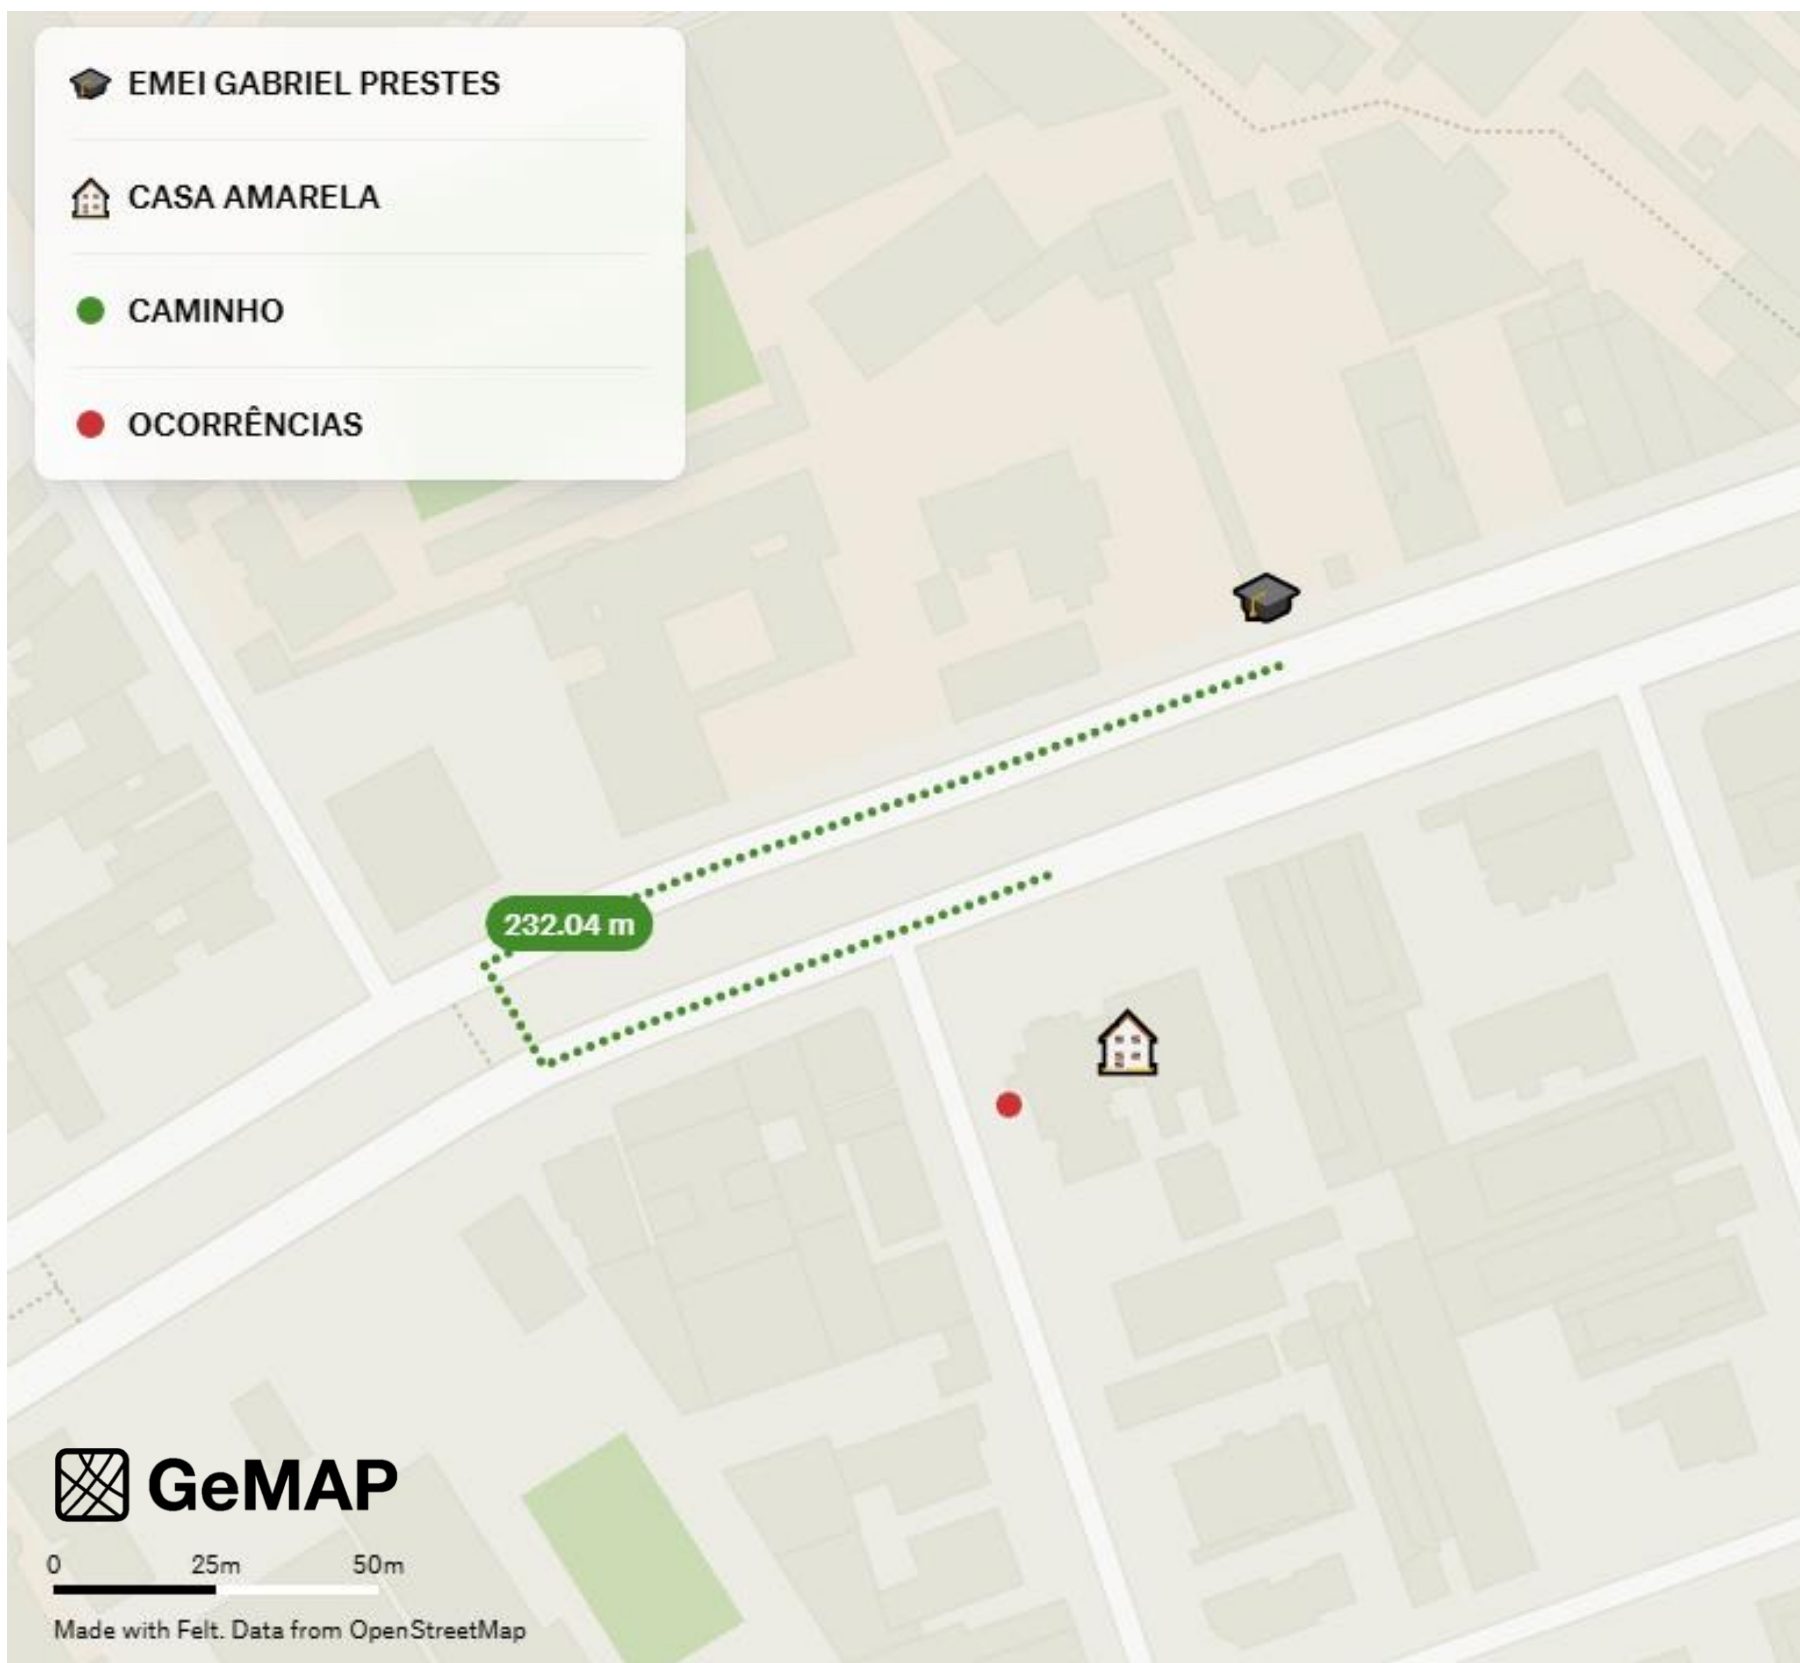 EMEI GABRIEL PRESTES
CASA AMARELA
CAMINHO
OCORRÊNCIAS
232.04 m
GeMAP
0 25m 50m
Made with Felt. Data from OpenStreetMap